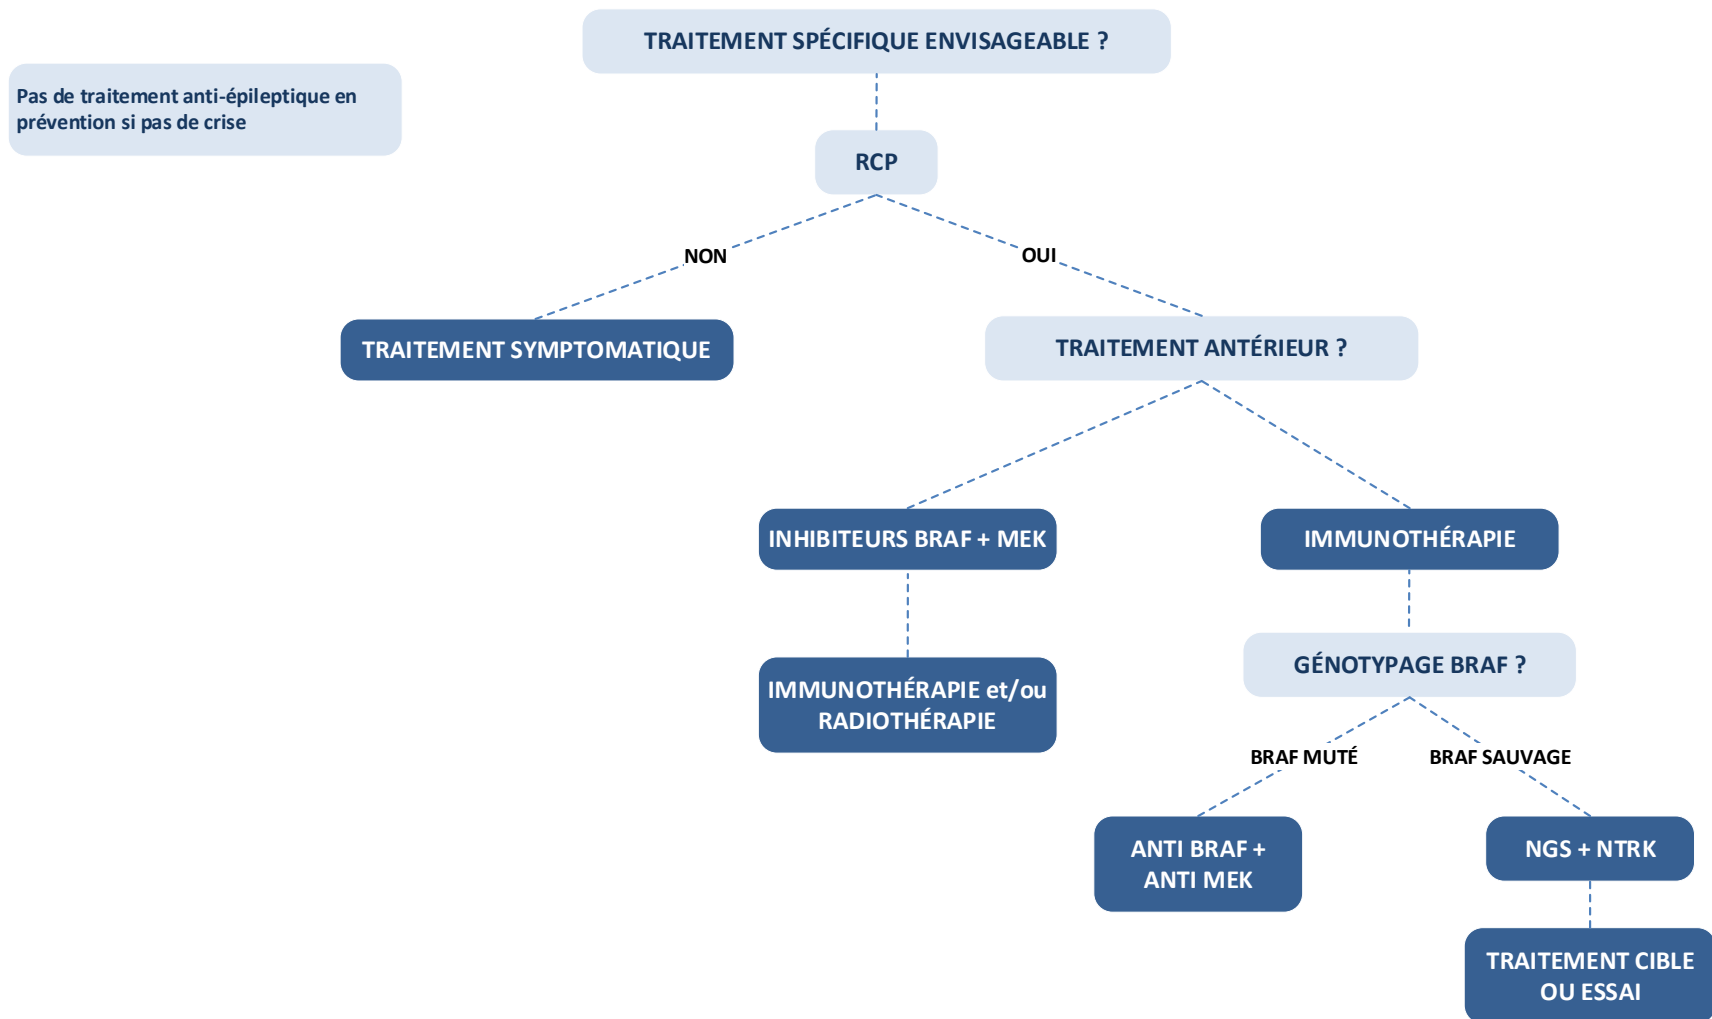 TRAITEMENT SPÉCIFIQUE ENVISAGEABLE ?
Pas de traitement anti-épileptique en
prévention si pas de crise
RCP
NON
OUI
TRAITEMENT SYMPTOMATIQUE
TRAITEMENT ANTÉRIEUR ?
INHIBITEURS BRAF + MEK
IMMUNOTHÉRAPIE
IMMUNOTHÉRAPIE et/ou
RADIOTHÉRAPIE
GÉNOTYPAGE BRAF ?
BRAF MUTÉ
BRAF SAUVAGE
ANTI BRAF +
ANTI MEK
NGS + NTRK
TRAITEMENT CIBLE
OU ESSAI